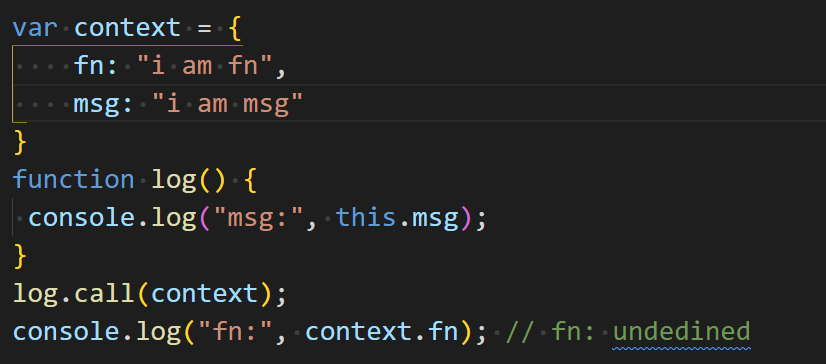 var context = {
    fn: "i am fn",
    msg: "i am msg"
}
function log() {
 console.log("msg:", this.msg);
}
log.call(context);
console.log("fn:", context.fn); // fn: undedined